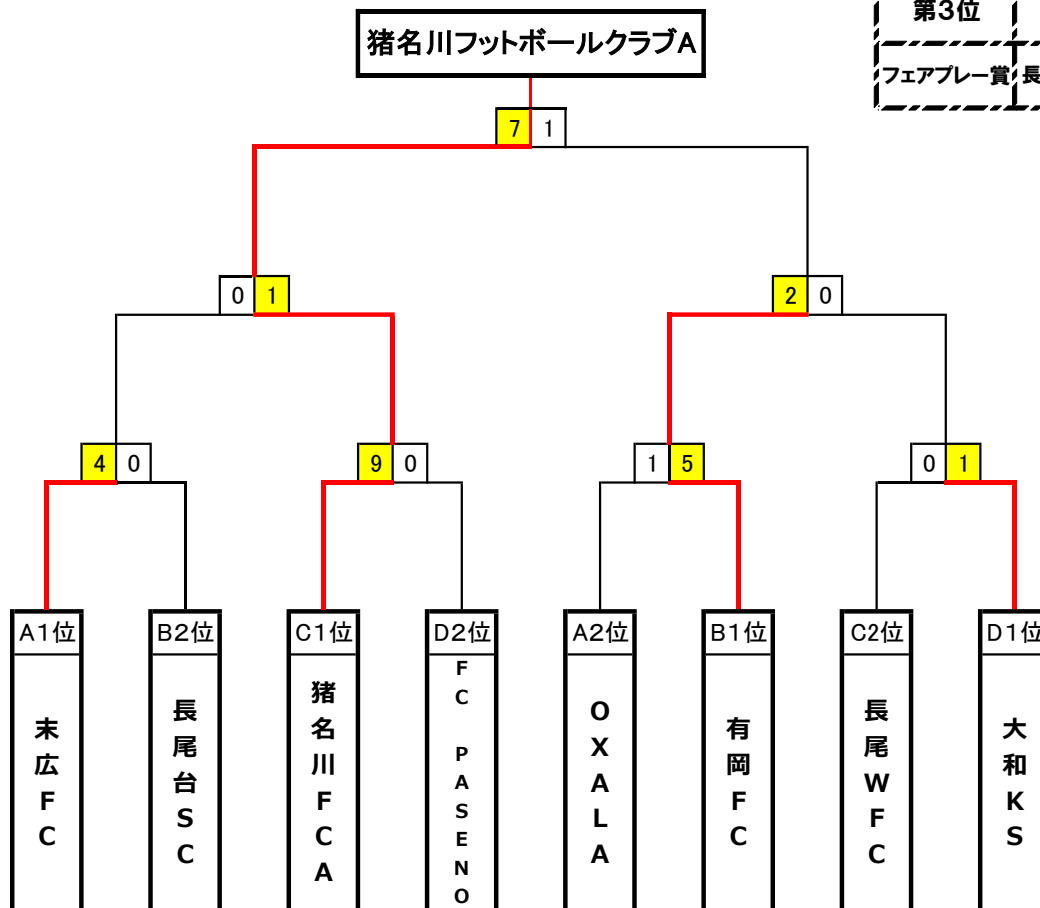 第3位
猪名川フットボールクラブA
フェアプレー賞 長
7 1
0 1
2 0
4 0
9 0
1 5
0 1
A1位
B2位
C1位
D2位
A2位
B1位
C2位
D1位
末広FC
長尾台SC
猪名川FCA
FC PASENO
OXALA
有岡FC
長尾WFC
大和KS